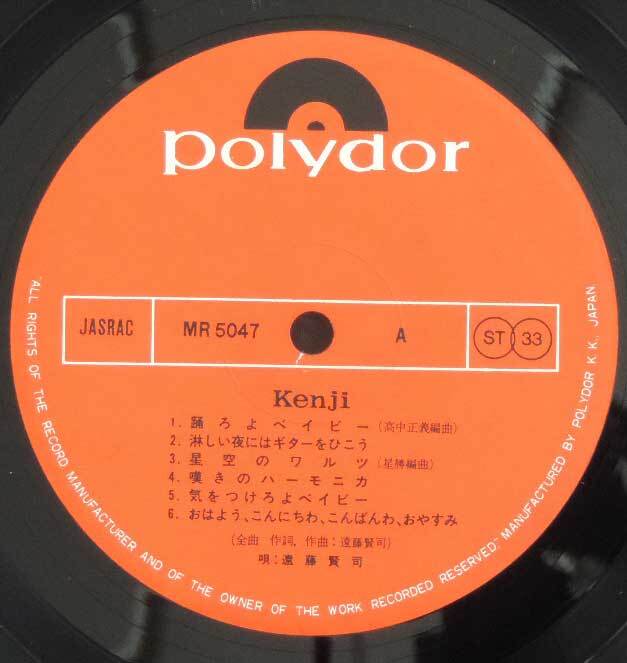 polydor
JASRAC
MR 5047
A
ST 33
Kenji
1. 踊ろよベイビー (高中正義編曲)
2. 淋しい夜にはギターをひこう
3. 星空のワルツ (星勝編曲)
4. 嘆きのハーモニカ
5. 気をつけろよベイビー
6. おはよう、こんにちわ、こんばんわ、おやすみ
(全曲 作詞, 作曲：遠藤賢司)
唄：遠藤賢司
"ALL RIGHTS OF THE RECORD MANUFACTURER AND OF THE OWNER OF THE WORK RECORDED RESERVED." MANUFACTURED BY POLYDOR K.K., JAPAN